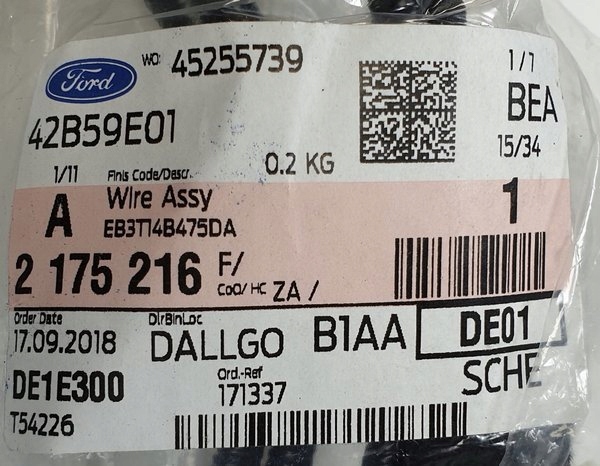 Ford
WO: 45255739
1/1
42B59E01
BEA
15/34
0.2 KG
1/11
Finis Code/Descr.
A
Wire Assy
1
EB3T14B475DA
2 175 216 F/
CoO/ HC ZA /
Order Date
DlrBinLoc
17.09.2018
DALLGO
B1AA
DE01
DE1E300
Ord.-Ref
171337
SCHE
T54226